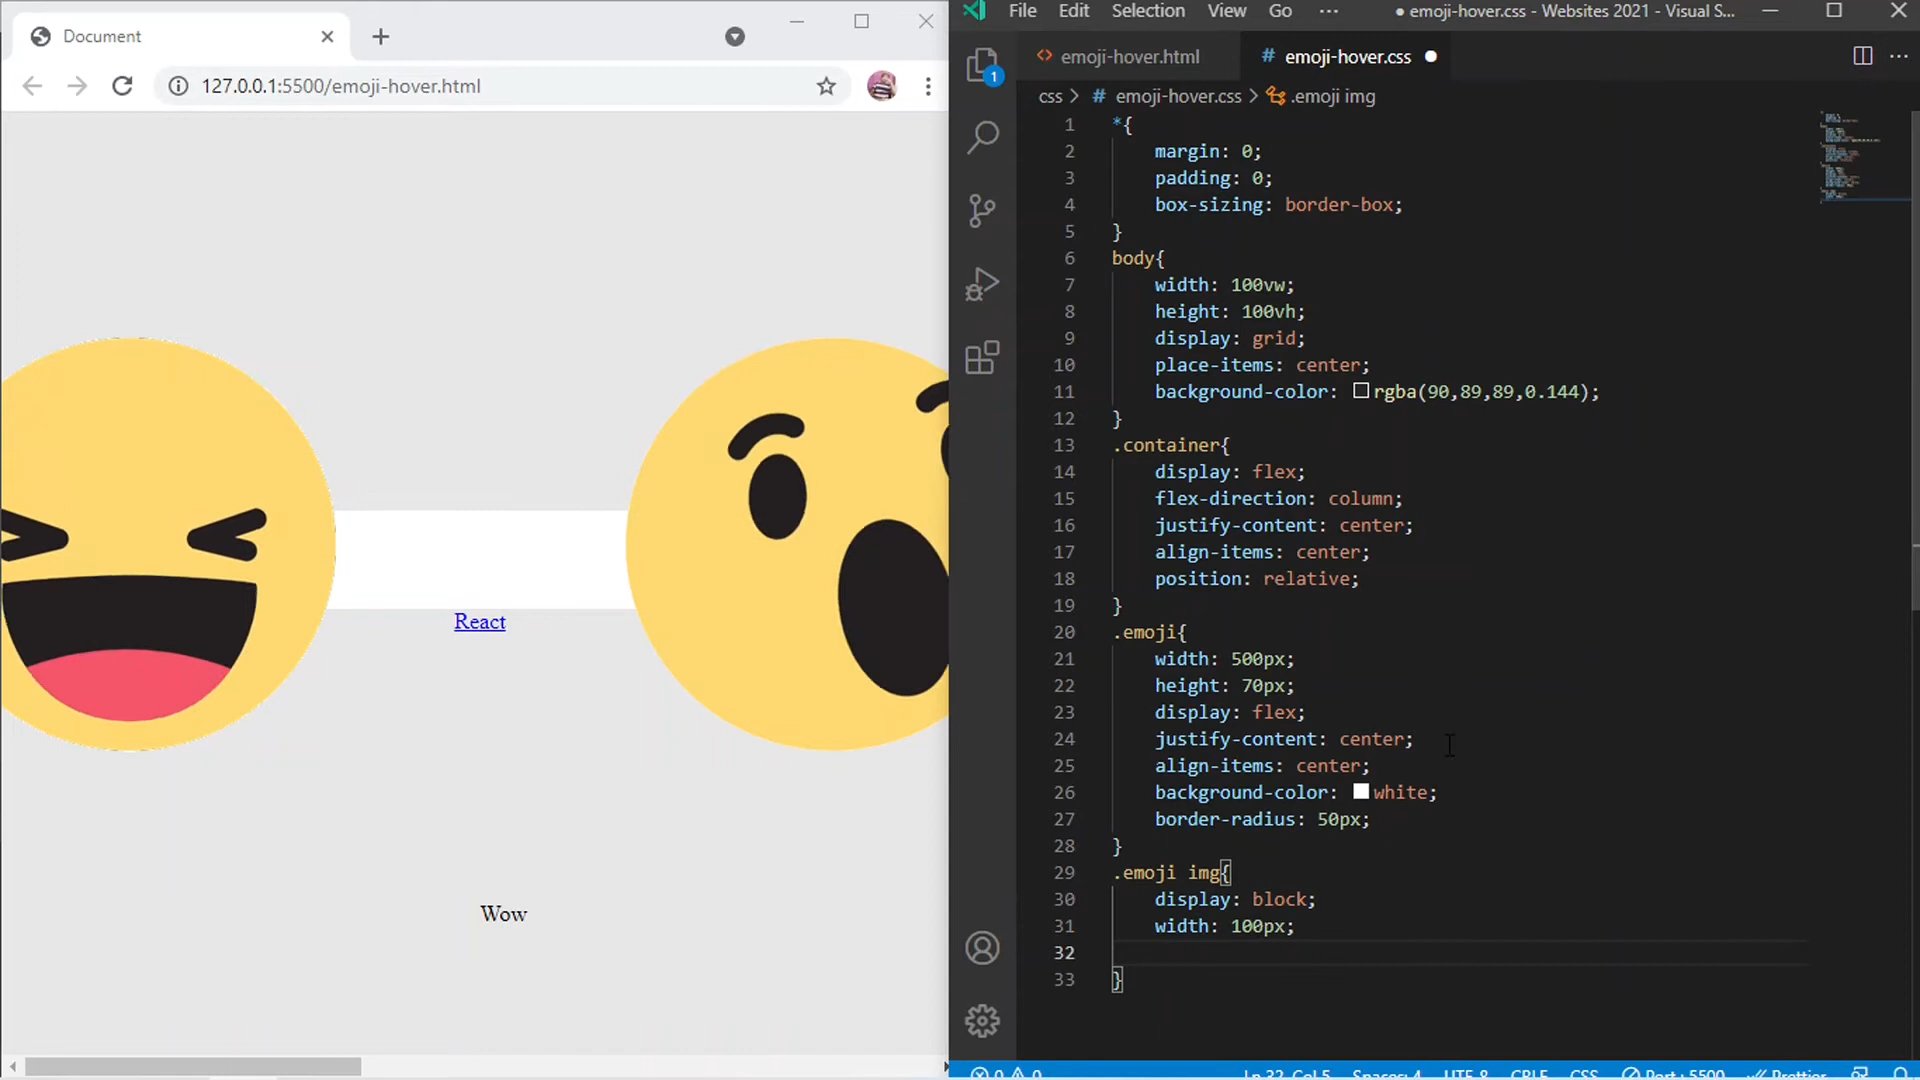 Document
127.0.0.1:5500/emoji-hover.html
React
Wow
File Edit Selection View Go ··· ● emoji-hover.css - Websites 2021 - Visual S...
emoji-hover.html # emoji-hover.css ●
css > # emoji-hover.css > .emoji img
1
1 *{
2 margin: 0;
3 padding: 0;
4 box-sizing: border-box;
5 }
6 body{
7 width: 100vw;
8 height: 100vh;
9 display: grid;
10 place-items: center;
11 background-color: rgba(90,89,89,0.144);
12 }
13 .container{
14 display: flex;
15 flex-direction: column;
16 justify-content: center;
17 align-items: center;
18 position: relative;
19 }
20 .emoji{
21 width: 500px;
22 height: 70px;
23 display: flex;
24 justify-content: center;
25 align-items: center;
26 background-color: white;
27 border-radius: 50px;
28 }
29 .emoji img{
30 display: block;
31 width: 100px;
32
33 }
0 0 Ln 32, Col 5 Spaces: 4 UTF-8 CRLF CSS Port : 5500 Prettier